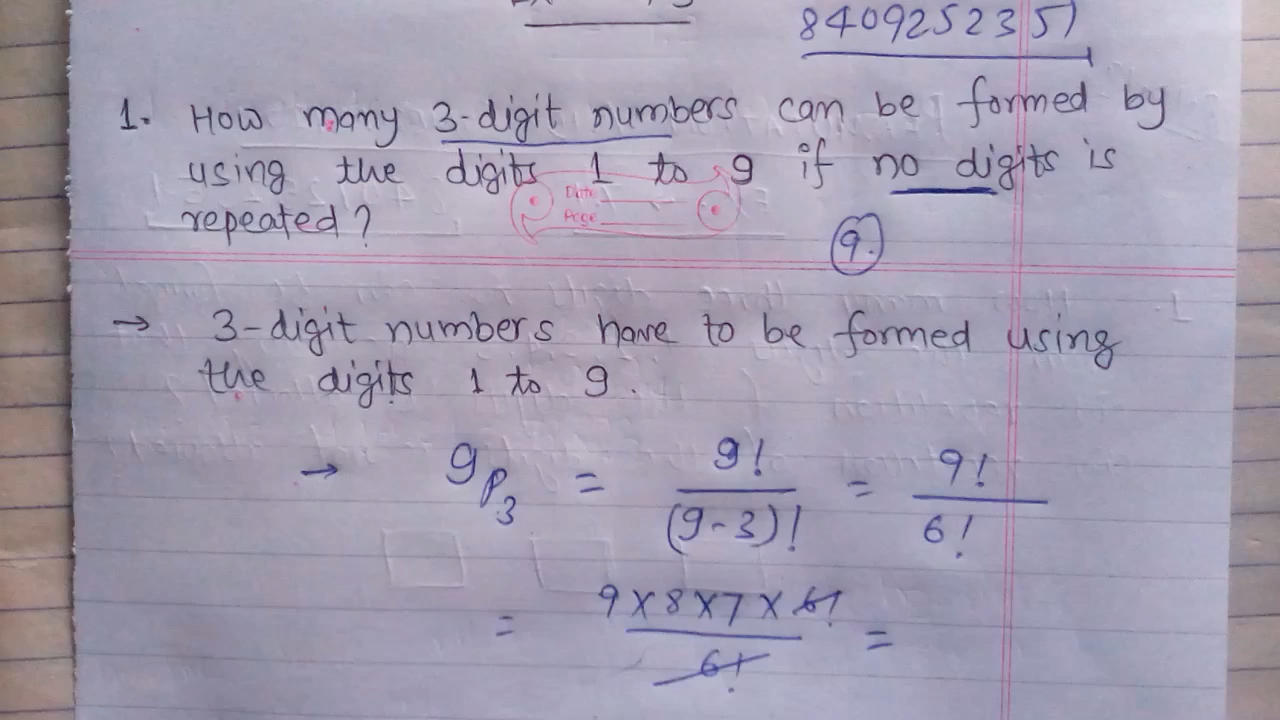 8409252351
1. How many 3-digit numbers can be formed by
using the digits 1 to 9 if no digits is
Date
Page
repeated?
9.
→ 3-digit numbers have to be formed using
the digits 1 to 9.
→ 9P3 = 9!/(9-3)! = 9!/6!
= 9×8×7×6!/6! =